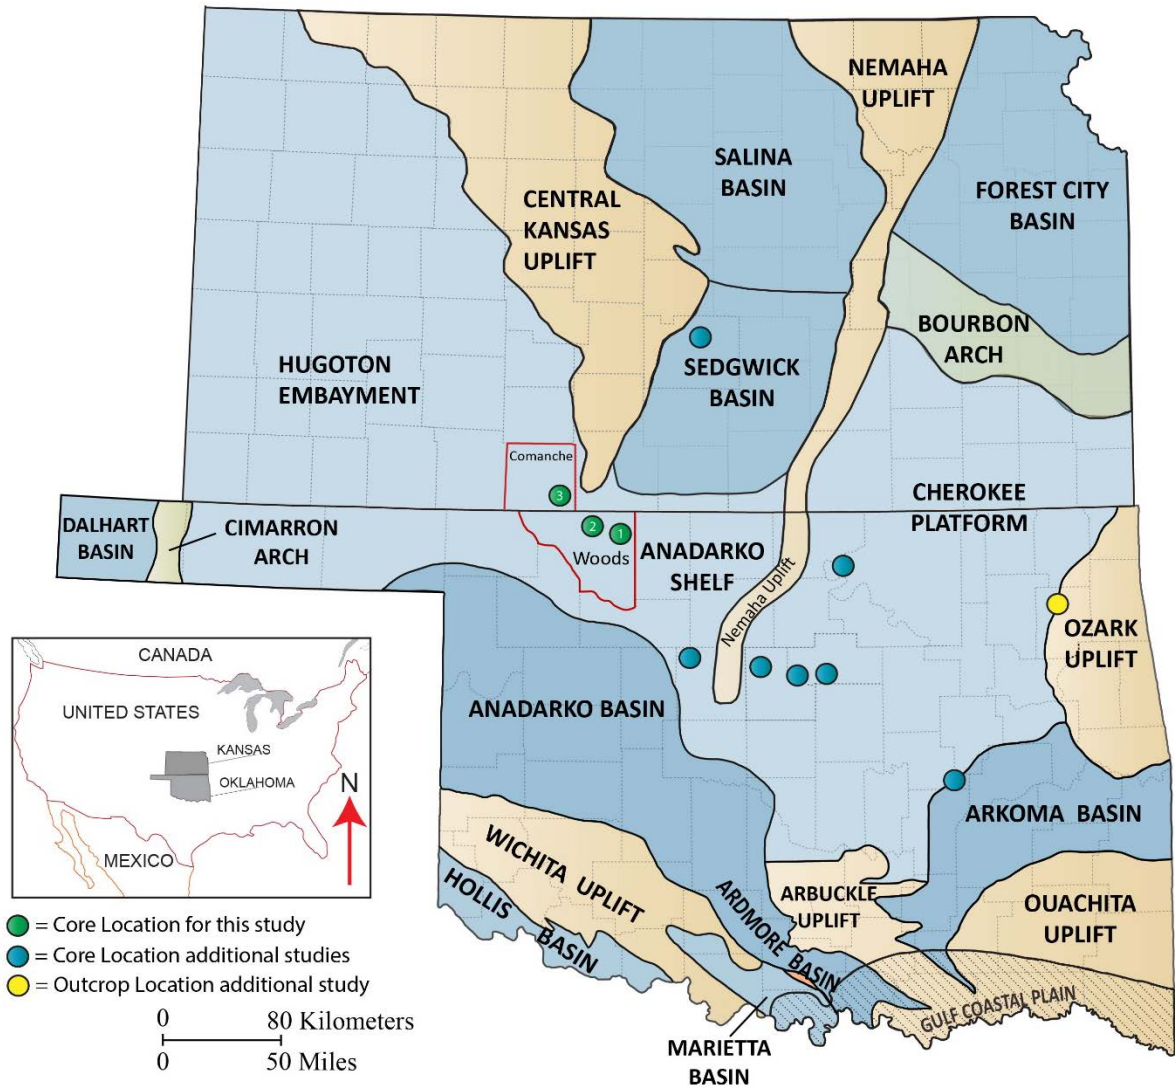 NEMAHA
UPLIFT
SALINA
BASIN
FOREST CITY
BASIN
CENTRAL
KANSAS
UPLIFT
BOURBON
ARCH
HUGOTON
EMBAYMENT
SEDGWICK
BASIN
Comanche
3
CHEROKEE
PLATFORM
DALHART
BASIN
CIMARRON
ARCH
2
1
Woods
ANADARKO
SHELF
Nemaha Uplift
OZARK
UPLIFT
CANADA
UNITED STATES
KANSAS
OKLAHOMA
N
MEXICO
ANADARKO BASIN
ARKOMA BASIN
WICHITA UPLIFT
HOLLIS
BASIN
ARDMORE BASIN
ARBUCKLE
UPLIFT
OUACHITA
UPLIFT
GULF COASTAL PLAIN
MARIETTA
BASIN
= Core Location for this study
= Core Location additional studies
= Outcrop Location additional study
0 80 Kilometers
0 50 Miles